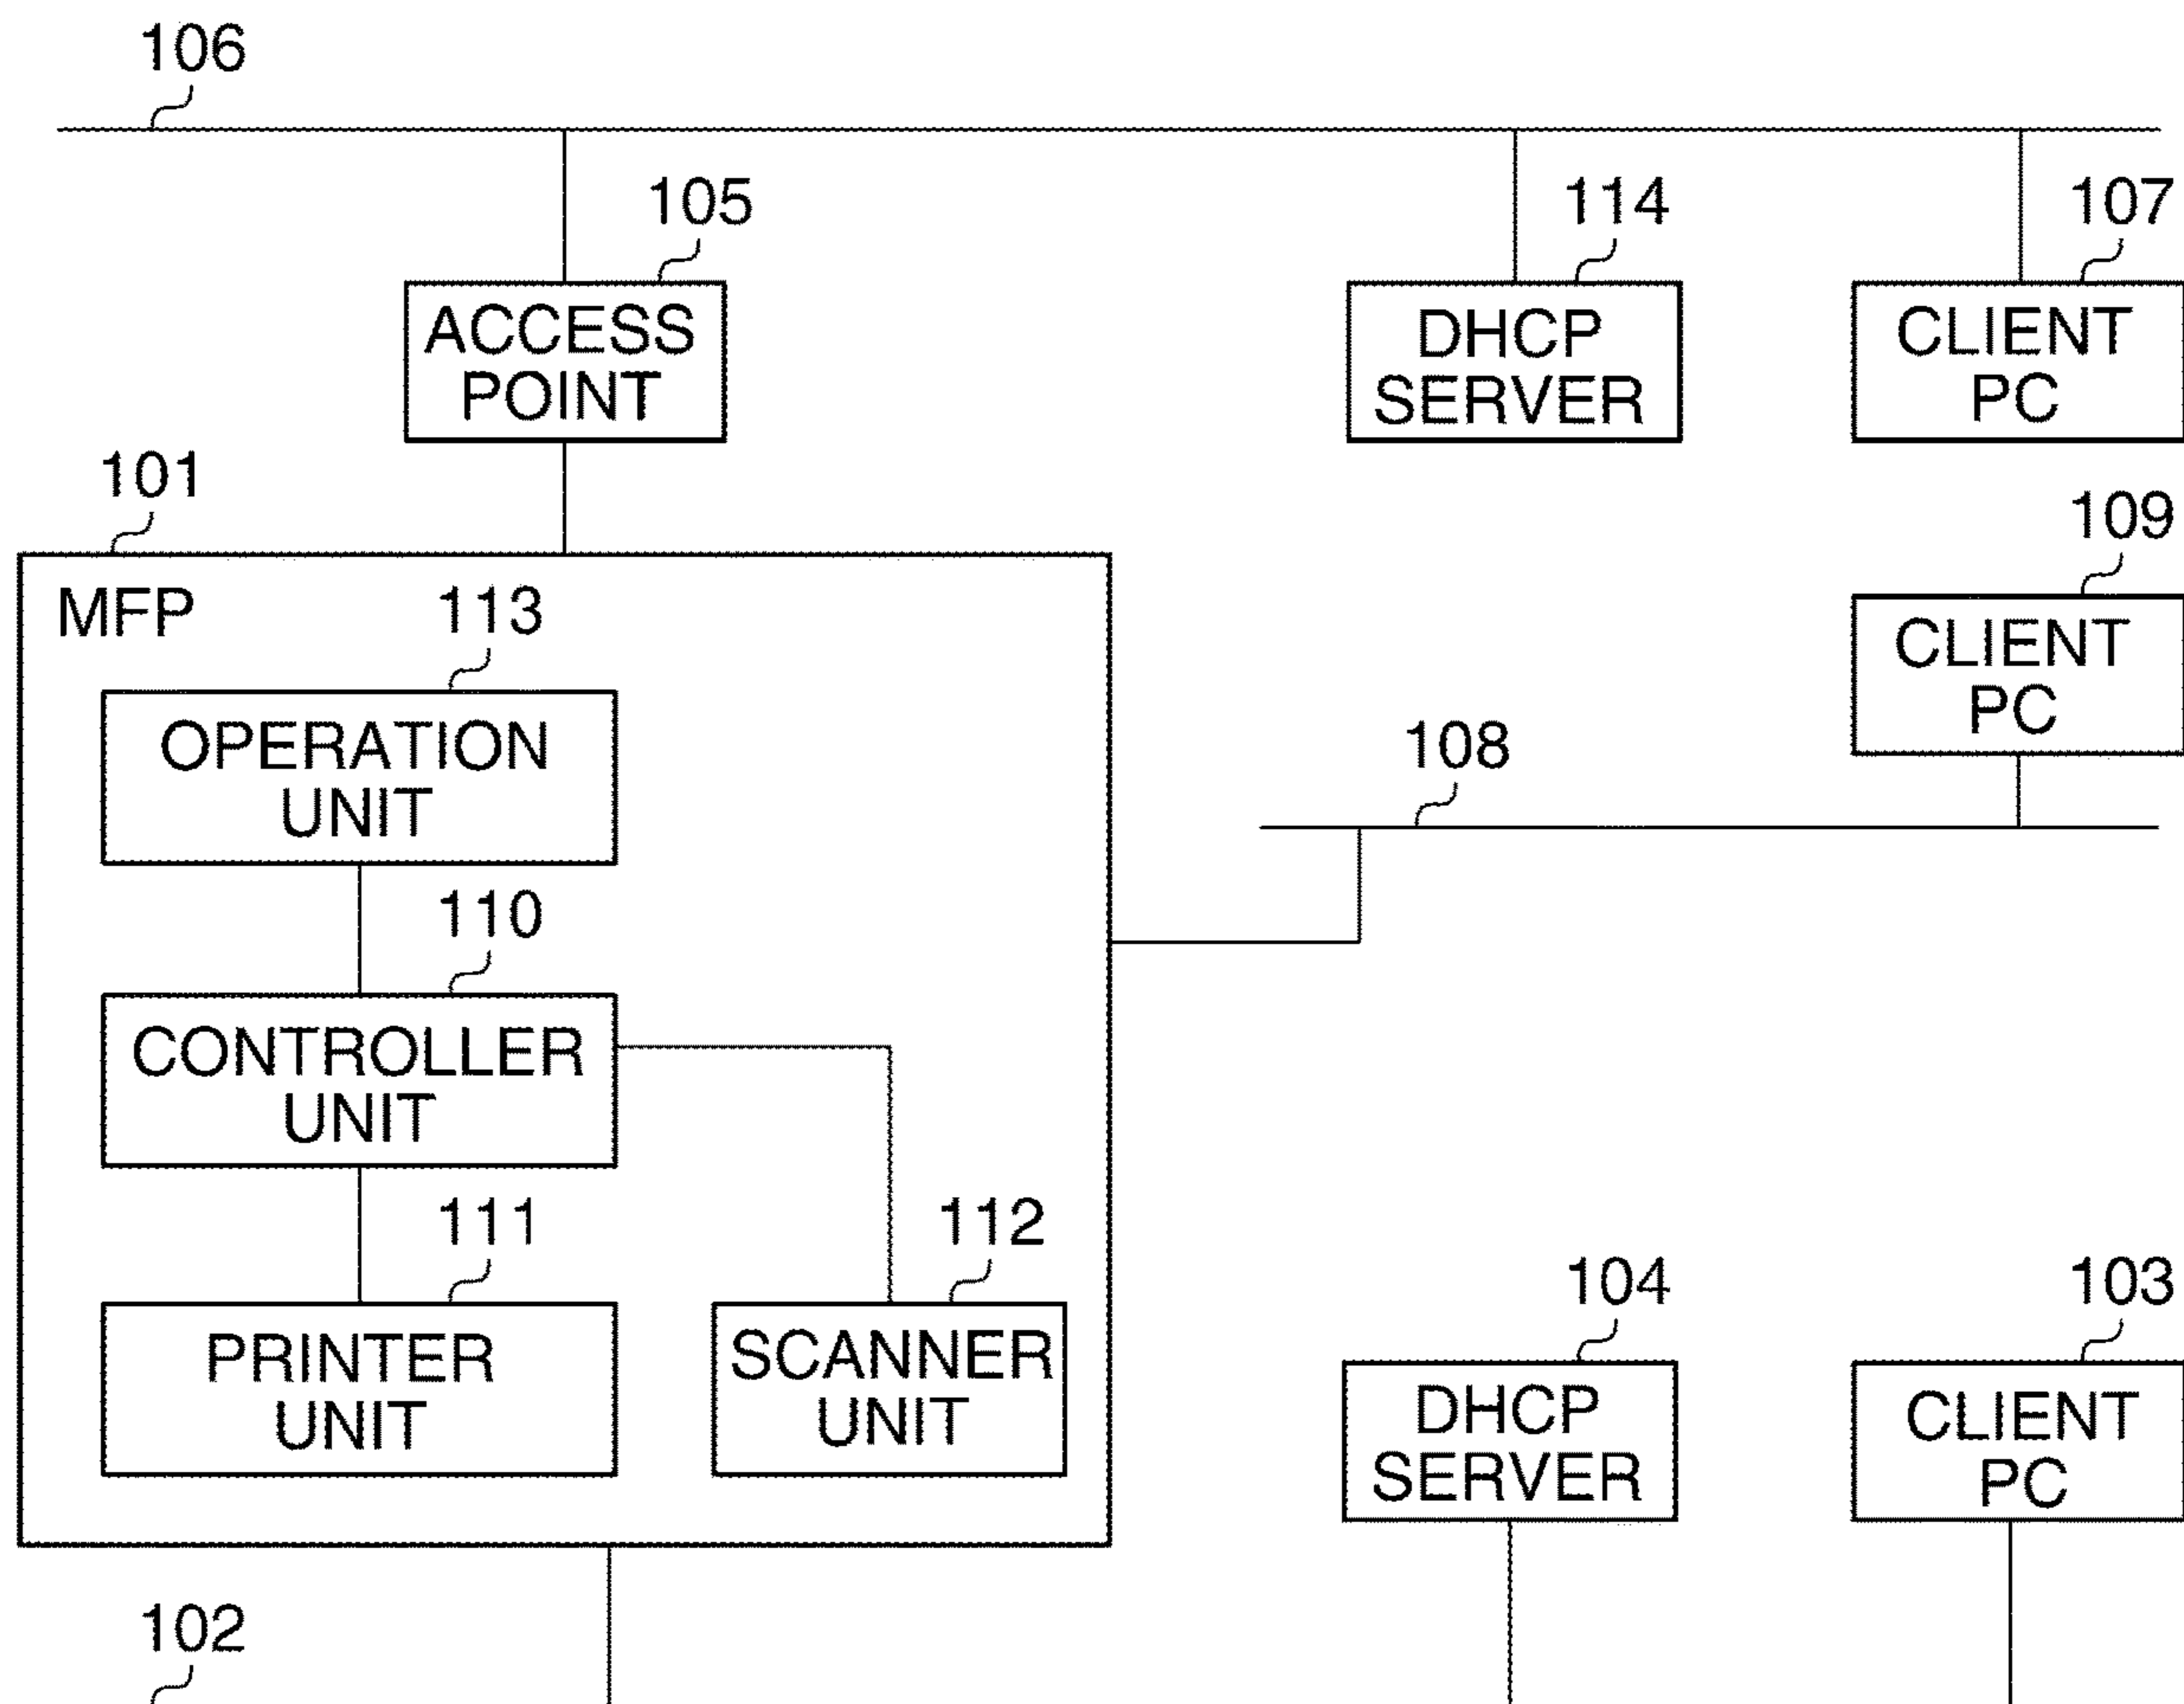 106
105
114
107
ACCESS
POINT
DHCP
SERVER
CLIENT
PC
101
109
MFP
113
CLIENT
PC
OPERATION
UNIT
108
110
CONTROLLER
UNIT
111
112
104
103
PRINTER
UNIT
SCANNER
UNIT
DHCP
SERVER
CLIENT
PC
102